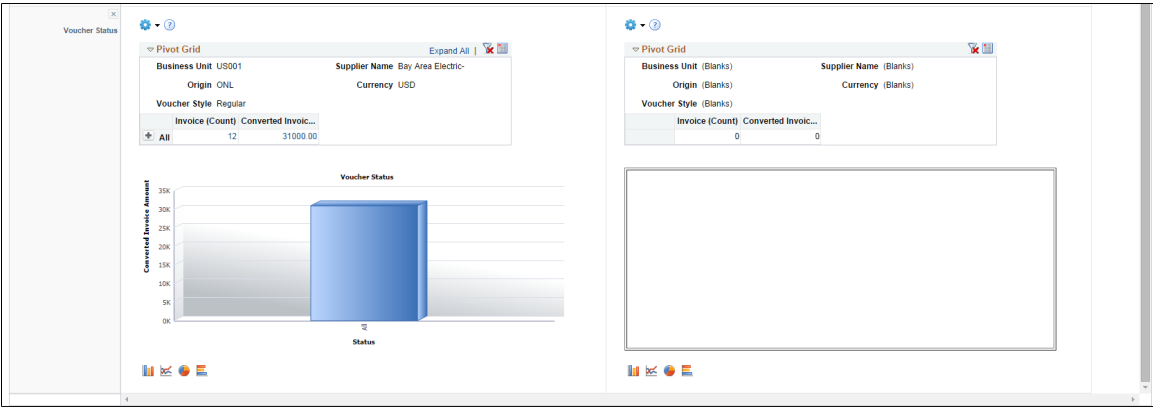 Voucher Status
Pivot Grid
Expand All |
Business Unit US001
Supplier Name Bay Area Electric-
Origin ONL
Currency USD
Voucher Style Regular
Invoice (Count) Converted Invoic...
All 12 31000.00
Voucher Status
Converted Invoice Amount
35K
30K
25K
20K
15K
10K
5K
0K
All
Status
Pivot Grid
Business Unit (Blanks)
Supplier Name (Blanks)
Origin (Blanks)
Currency (Blanks)
Voucher Style (Blanks)
Invoice (Count) Converted Invoic...
0 0